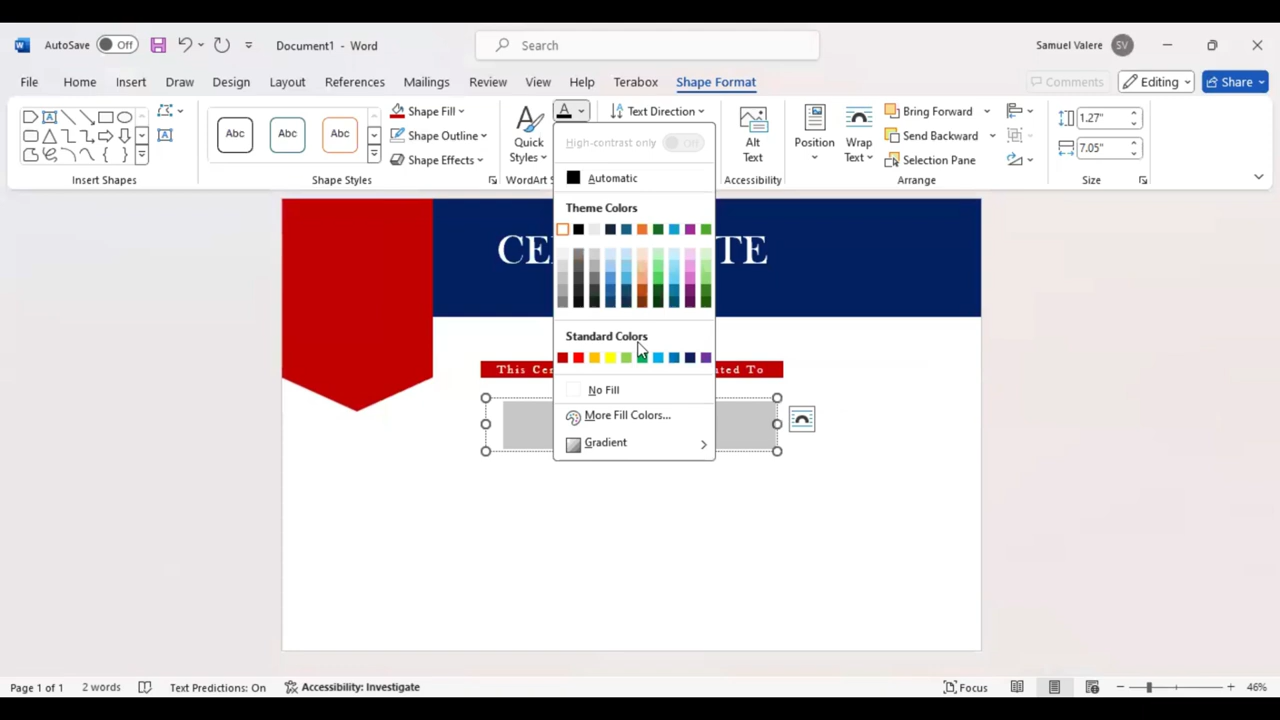 AutoSave Off Document1 - Word Search Samuel Valere SV
File Home Insert Draw Design Layout References Mailings Review View Help Terabox Shape Format Comments Editing Share
Abc Abc Abc
Shape Fill
Shape Outline
Shape Effects
Quick
Styles
A
Text Direction
High-contrast only Off
Alt
Text
Position
Wrap
Text
Bring Forward
Send Backward
Selection Pane
1.27"
7.05"
Insert Shapes Shape Styles WordArt Accessibility Arrange Size
Automatic
Theme Colors
Standard Colors
No Fill
More Fill Colors...
Gradient
This To
Page 1 of 1 2 words Text Predictions: On Accessibility: Investigate Focus 46%